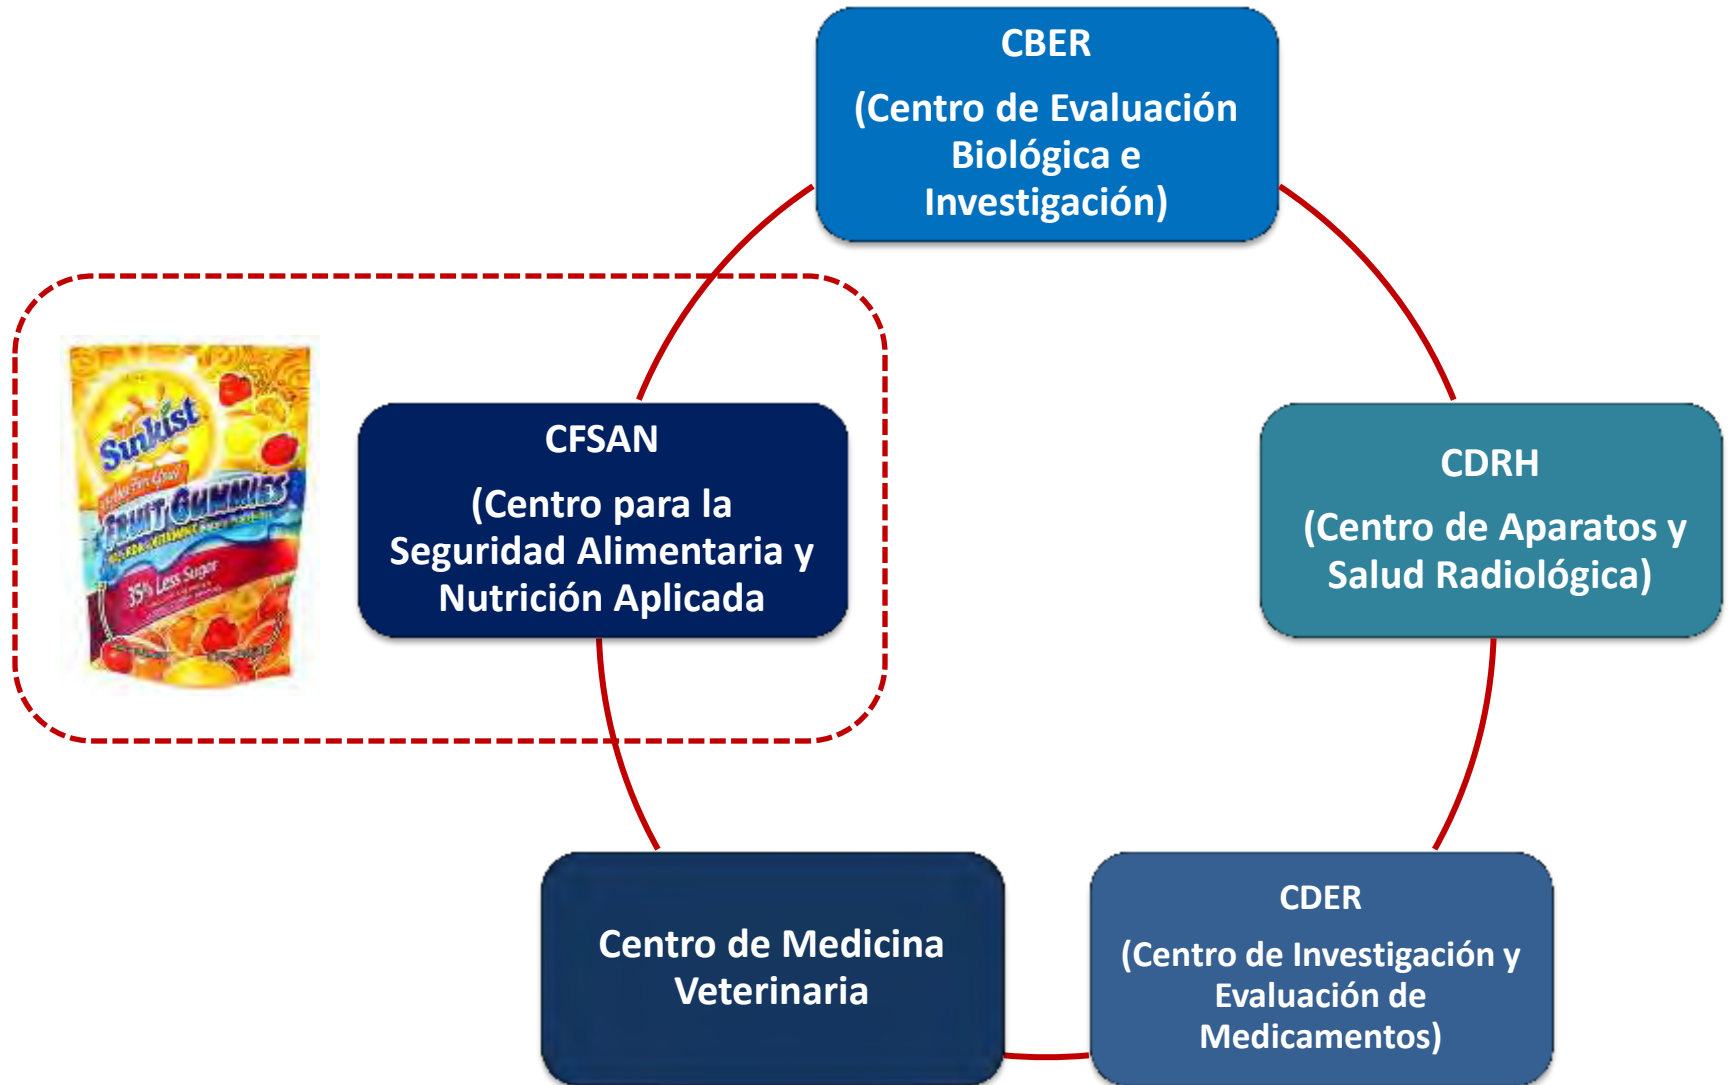 CBER
(Centro de Evaluación
Biológica e
Investigación)
Sunkist
FRUIT GUMMIES
35% Less Sugar
CFSAN
(Centro para la
Seguridad Alimentaria y
Nutrición Aplicada
CDRH
(Centro de Aparatos y
Salud Radiológica)
Centro de Medicina
Veterinaria
CDER
(Centro de Investigación y
Evaluación de
Medicamentos)